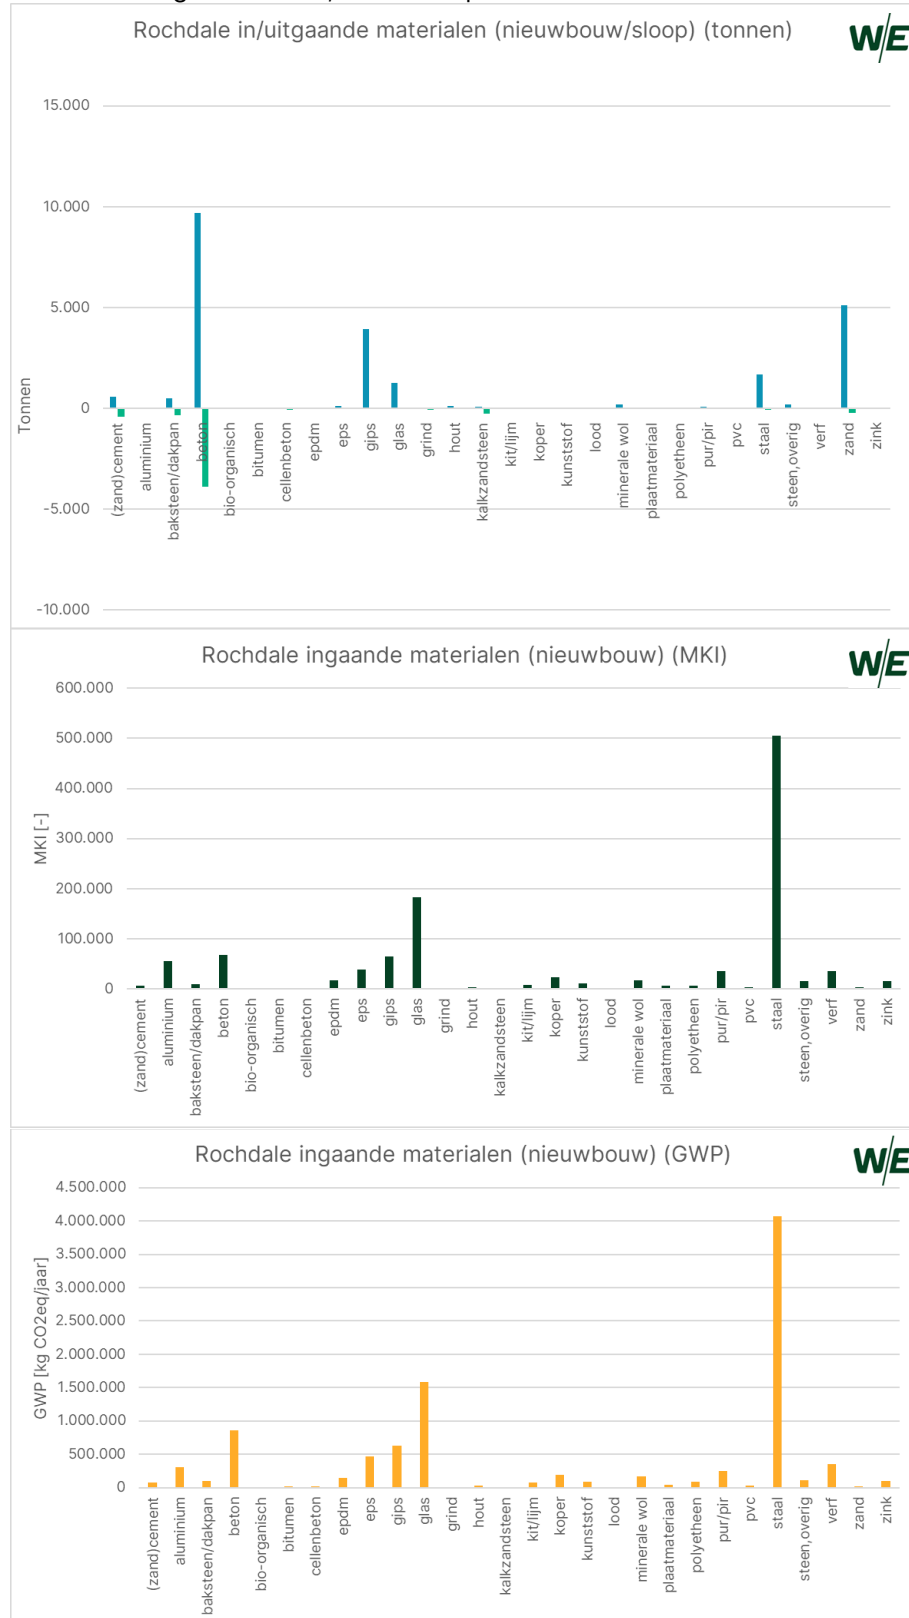 Rochdale in/uitgaande materialen (nieuwbouw/sloop) (tonnen)
W/E
15.000
10.000
5.000
0
-5.000
-10.000
Tonnen
(zand)cement
aluminium
baksteen/dakpan
beton
bio-organisch
bitumen
cellenbeton
epdm
eps
gips
glas
grind
hout
kalkzandsteen
kit/lijm
koper
kunststof
lood
minerale wol
plaatmateriaal
polyetheen
pur/pir
pvc
staal
steen,overig
verf
zand
zink
Rochdale ingaande materialen (nieuwbouw) (MKI)
W/E
600.000
500.000
400.000
300.000
200.000
100.000
0
MKI [-]
(zand)cement
aluminium
baksteen/dakpan
beton
bio-organisch
bitumen
cellenbeton
epdm
eps
gips
glas
grind
hout
kalkzandsteen
kit/lijm
koper
kunststof
lood
minerale wol
plaatmateriaal
polyetheen
pur/pir
pvc
staal
steen,overig
verf
zand
zink
Rochdale ingaande materialen (nieuwbouw) (GWP)
W/E
4.500.000
4.000.000
3.500.000
3.000.000
2.500.000
2.000.000
1.500.000
1.000.000
500.000
0
GWP [kg CO2eq/jaar]
(zand)cement
aluminium
baksteen/dakpan
beton
bio-organisch
bitumen
cellenbeton
epdm
eps
gips
glas
grind
hout
kalkzandsteen
kit/lijm
koper
kunststof
lood
minerale wol
plaatmateriaal
polyetheen
pur/pir
pvc
staal
steen,overig
verf
zand
zink